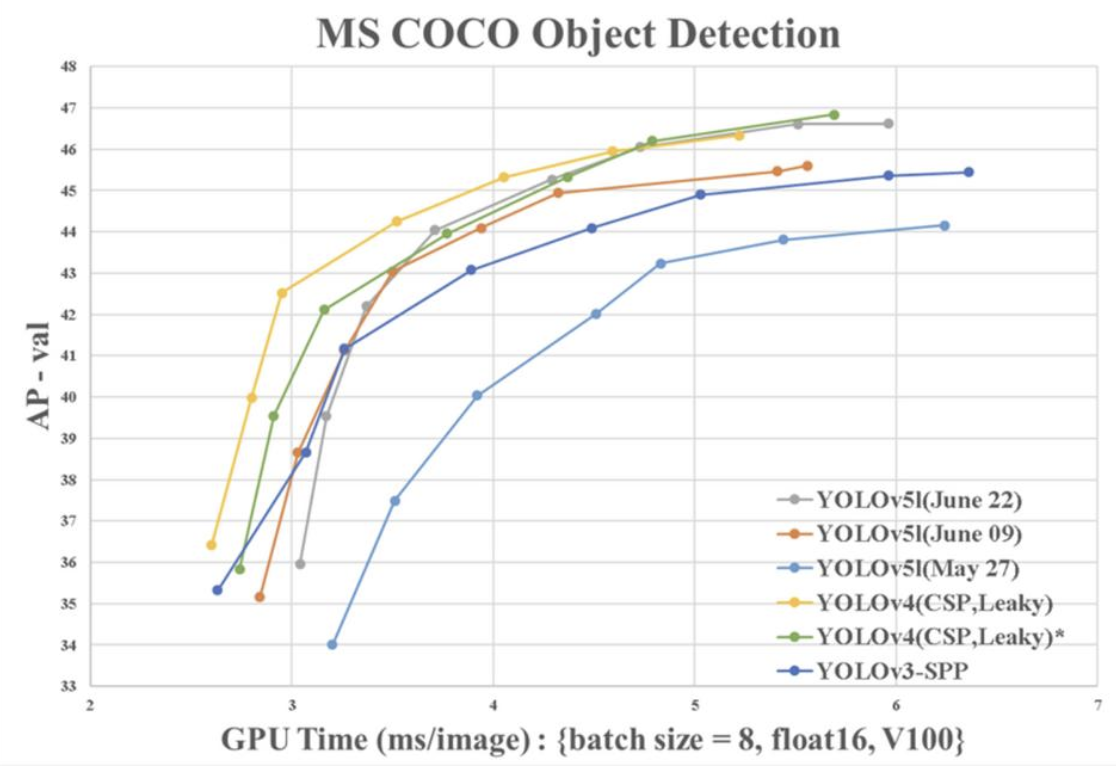 MS COCO Object Detection
48
47
46
45
44
43
42
41
40
39
38
37
36
35
34
33
AP - val
2 3 4 5 6 7
GPU Time (ms/image) : {batch size = 8, float16, V100}
YOLOv5l(June 22)
YOLOv5l(June 09)
YOLOv5l(May 27)
YOLOv4(CSP,Leaky)
YOLOv4(CSP,Leaky)*
YOLOv3-SPP